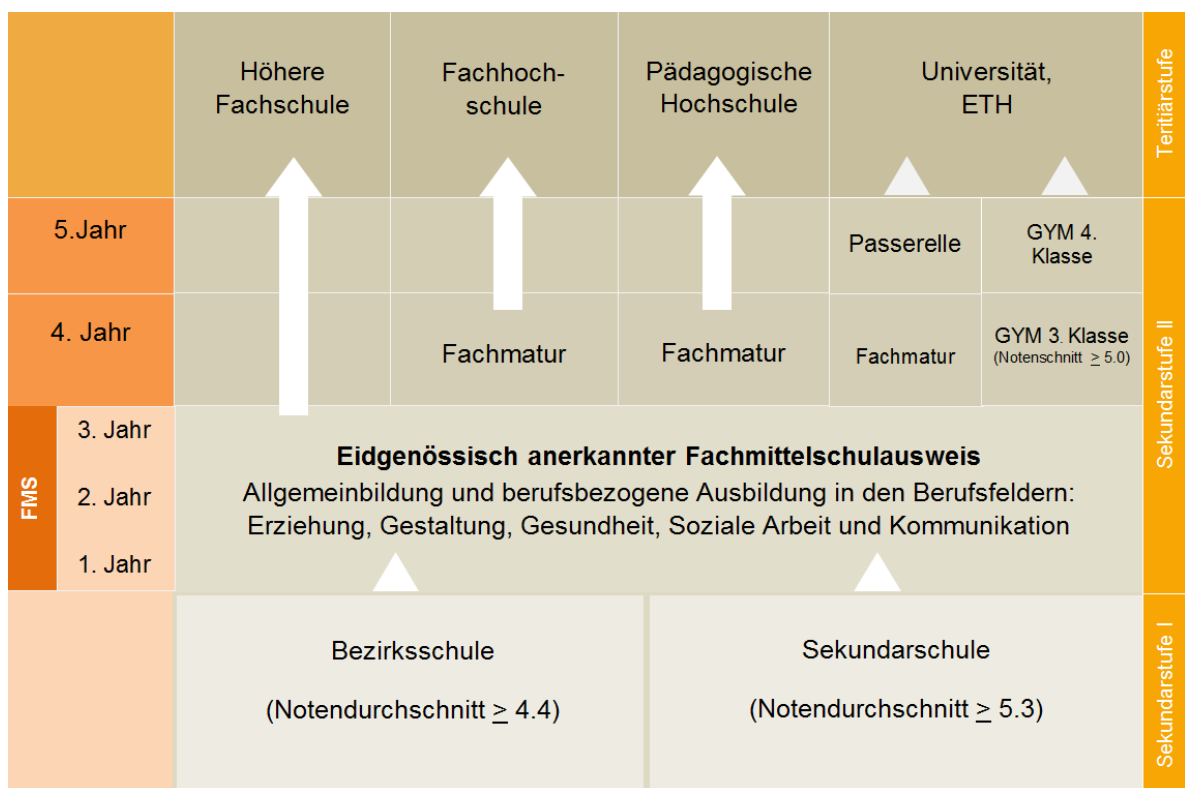 Höhere
Fachschule
Fachhoch-
schule
Pädagogische
Hochschule
Universität,
ETH
Teritiärstufe
5.Jahr
Passerelle
GYM 4.
Klasse
4. Jahr
Fachmatur
Fachmatur
Fachmatur
GYM 3. Klasse
(Notenschnitt ≥ 5.0)
Sekundarstufe II
FMS
3. Jahr
2. Jahr
1. Jahr
Eidgenössisch anerkannter Fachmittelschulausweis
Allgemeinbildung und berufsbezogene Ausbildung in den Berufsfeldern:
Erziehung, Gestaltung, Gesundheit, Soziale Arbeit und Kommunikation
Bezirksschule
(Notendurchschnitt ≥ 4.4)
Sekundarschule
(Notendurchschnitt ≥ 5.3)
Sekundarstufe I